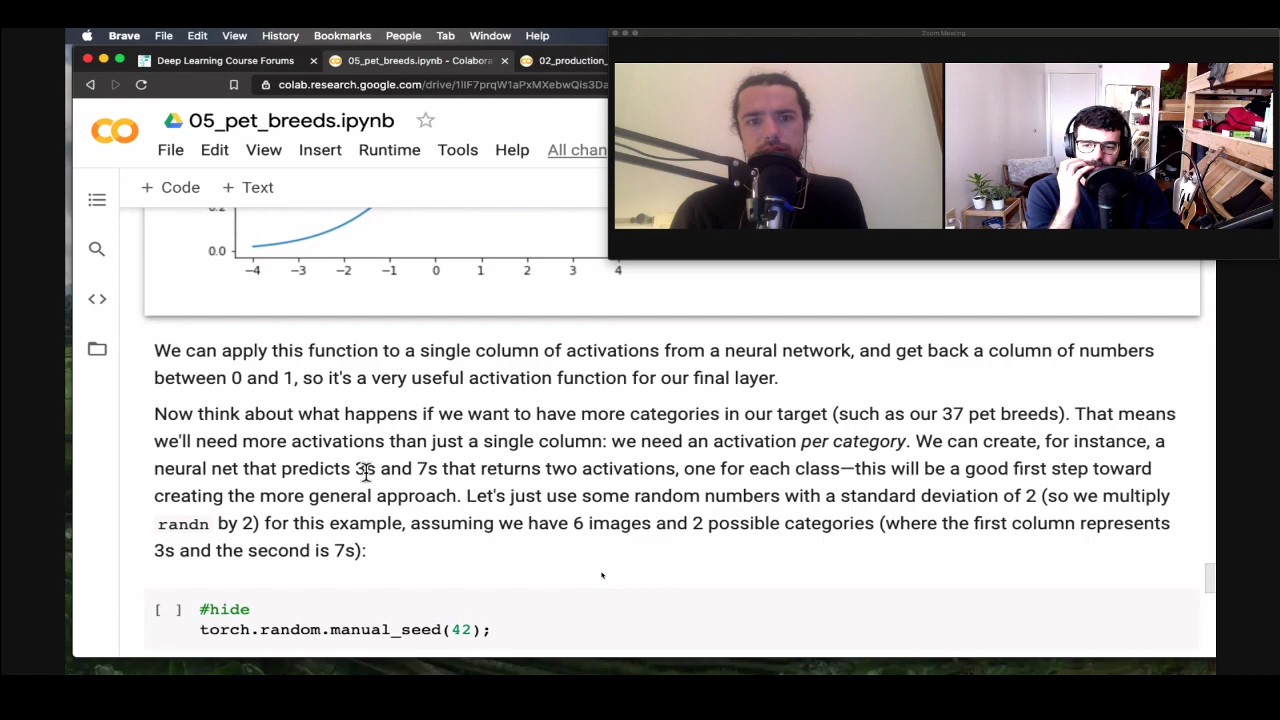 Brave File Edit View History Bookmarks People Tab Window Help
Zoom Meeting
Deep Learning Course Forums
05_pet_breeds.ipynb - Colabora
02_production_
colab.research.google.com/drive/1lIF7prqW1aPxMXebwQis3Da
05_pet_breeds.ipynb
File Edit View Insert Runtime Tools Help All chan
+ Code + Text
0.2
0.0
−4 −3 −2 −1 0 1 2 3 4
We can apply this function to a single column of activations from a neural network, and get back a column of numbers
between 0 and 1, so it's a very useful activation function for our final layer.
Now think about what happens if we want to have more categories in our target (such as our 37 pet breeds). That means
we'll need more activations than just a single column: we need an activation per category. We can create, for instance, a
neural net that predicts 3s and 7s that returns two activations, one for each class—this will be a good first step toward
creating the more general approach. Let's just use some random numbers with a standard deviation of 2 (so we multiply
randn by 2) for this example, assuming we have 6 images and 2 possible categories (where the first column represents
3s and the second is 7s):
[ ] #hide
torch.random.manual_seed(42);